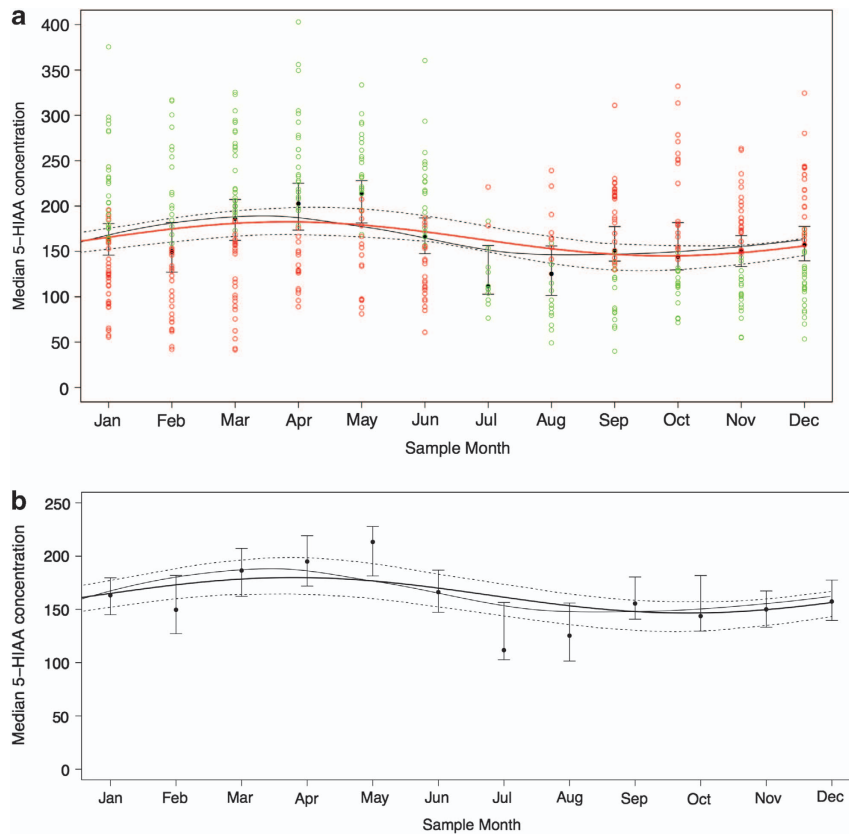 a
Median 5–HIAA concentration
400
350
300
250
200
150
100
50
0
Jan Feb Mar Apr May Jun Jul Aug Sep Oct Nov Dec
Sample Month
b
Median 5–HIAA concentration
250
200
150
100
50
0
Jan Feb Mar Apr May Jun Jul Aug Sep Oct Nov Dec
Sample Month